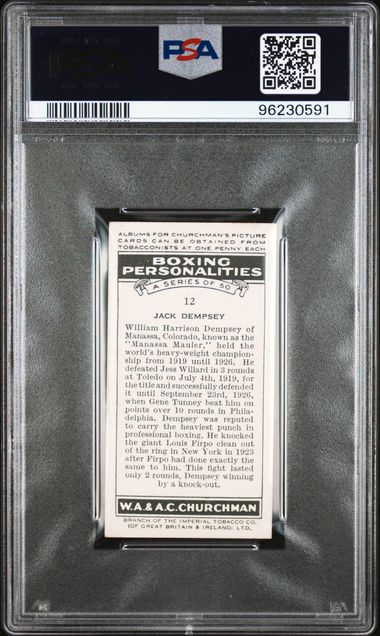 PSA
PSA
96230591
ALBUMS FOR CHURCHMAN'S PICTURE
CARDS CAN BE OBTAINED FROM
TOBACCONISTS AT ONE PENNY EACH
BOXING
PERSONALITIES
A SERIES OF 50
12
JACK DEMPSEY
William Harrison Dempsey of
Manassa, Colorado, known as the
"Manassa Mauler," held the
world's heavy-weight champion-
ship from 1919 until 1926. He
defeated Jess Willard in 3 rounds
at Toledo on July 4th, 1919, for
the title and successfully defended
it until September 23rd, 1926,
when Gene Tunney beat him on
points over 10 rounds in Phila-
delphia. Dempsey was reputed
to carry the heaviest punch in
professional boxing. He knocked
the giant Louis Firpo clean out
of the ring in New York in 1923
after Firpo had done exactly the
same to him. This fight lasted
only 2 rounds, Dempsey winning
by a knock-out.
W.A. & A.C. CHURCHMAN
BRANCH OF THE IMPERIAL TOBACCO CO.
(OF GREAT BRITAIN & IRELAND), LTD.